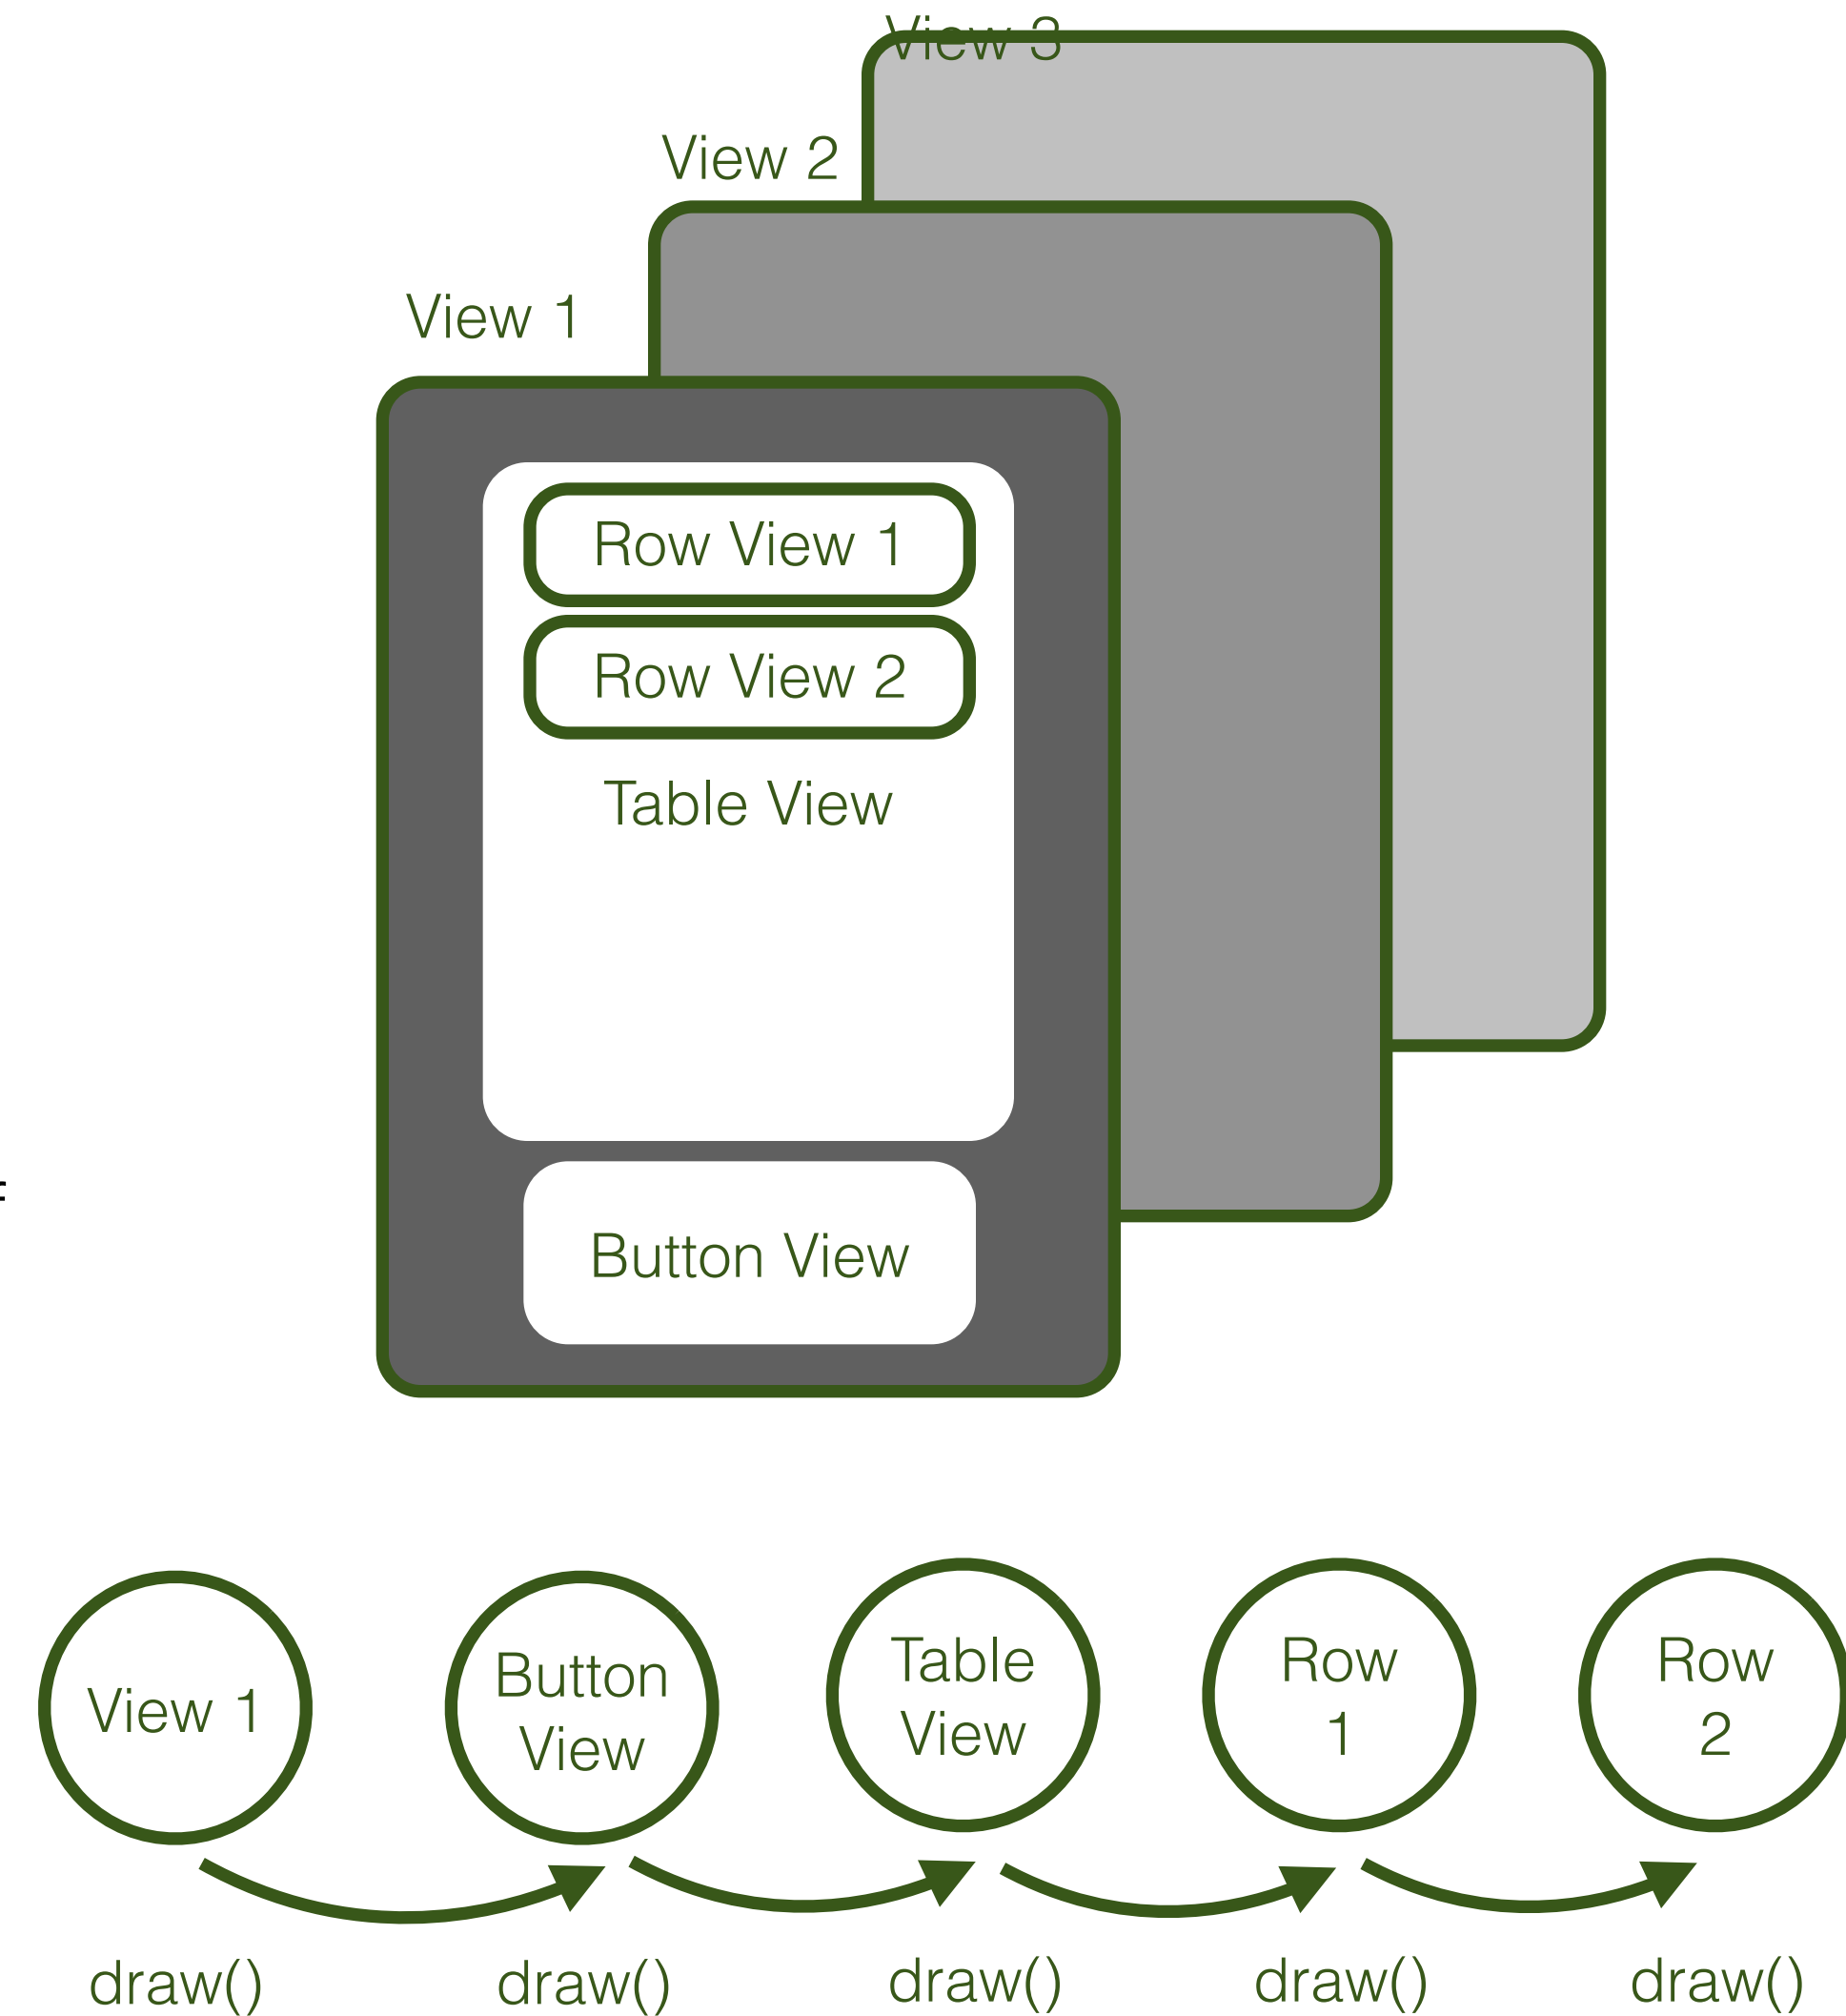 View 3
View 2
View 1
Row View 1
Row View 2
Table View
Button View
View 1
Button
View
Table
View
Row
1
Row
2
draw()
draw()
draw()
draw()
draw()